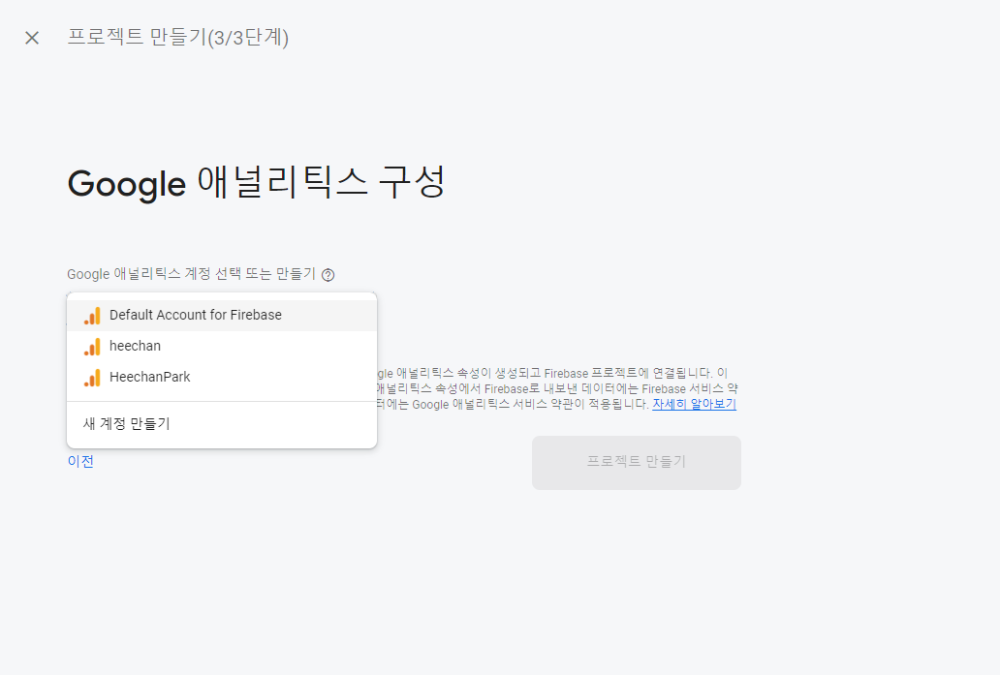 프로젝트 만들기(3/3단계)
Google 애널리틱스 구성
Google 애널리틱스 계정 선택 또는 만들기
Default Account for Firebase
heechan
HeechanPark
새 계정 만들기
애널리틱스 속성이 생성되고 Firebase 프로젝트에 연결됩니다. 이
애널리틱스 속성에서 Firebase로 내보낸 데이터에는 Firebase 서비스 약
Google 애널리틱스 서비스 약관이 적용됩니다. 자세히 알아보기
이전
프로젝트 만들기